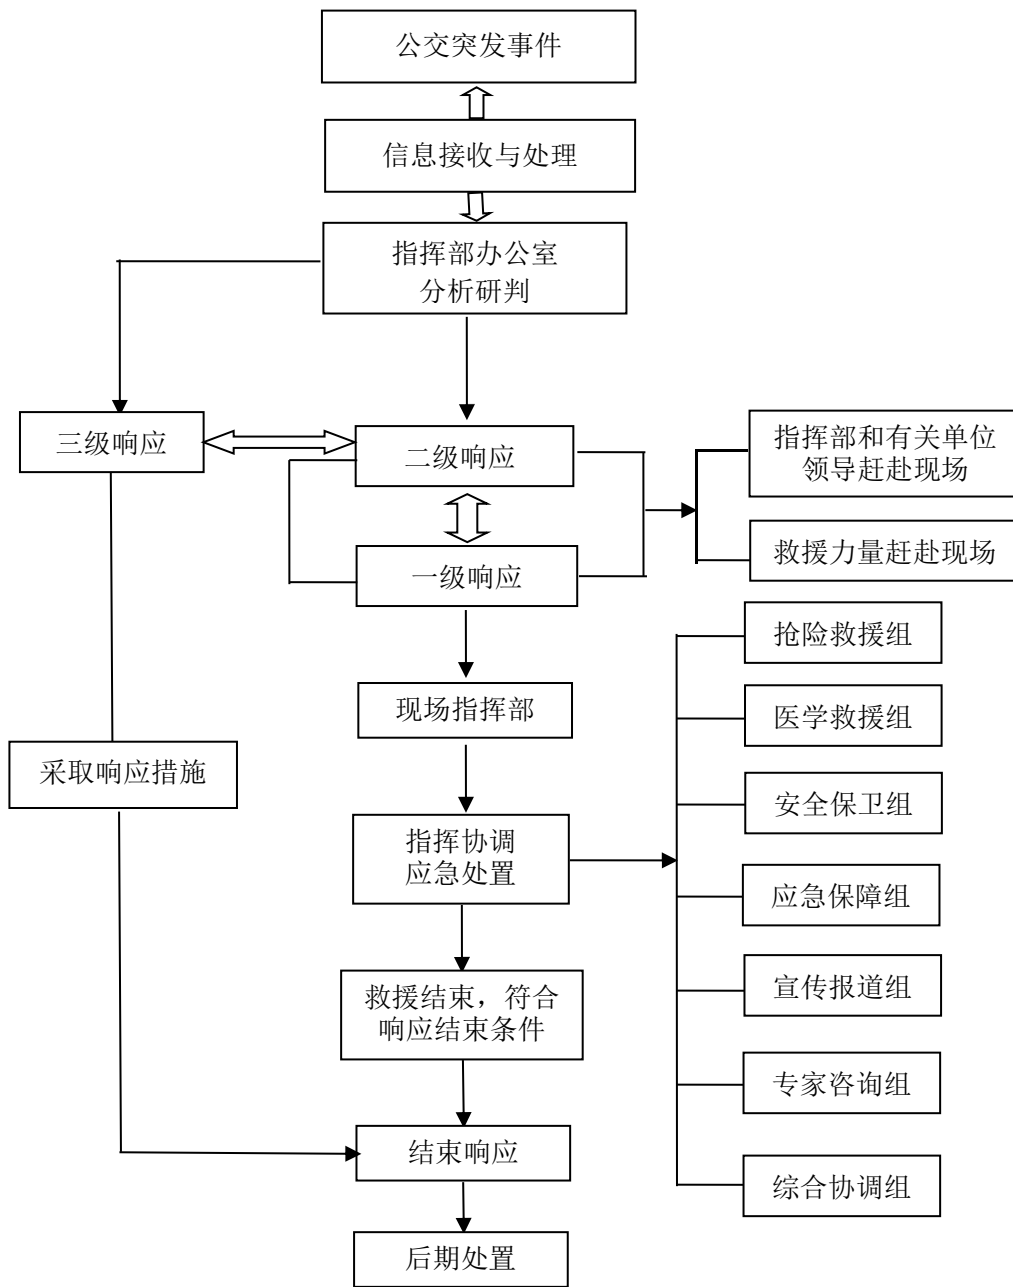 公交突发事件
信息接收与处理
指挥部办公室
分析研判
三级响应
二级响应
指挥部和有关单位
领导赶赴现场
救援力量赶赴现场
一级响应
抢险救援组
现场指挥部
医学救援组
采取响应措施
安全保卫组
指挥协调
应急处置
应急保障组
救援结束，符合
响应结束条件
宣传报道组
专家咨询组
结束响应
综合协调组
后期处置